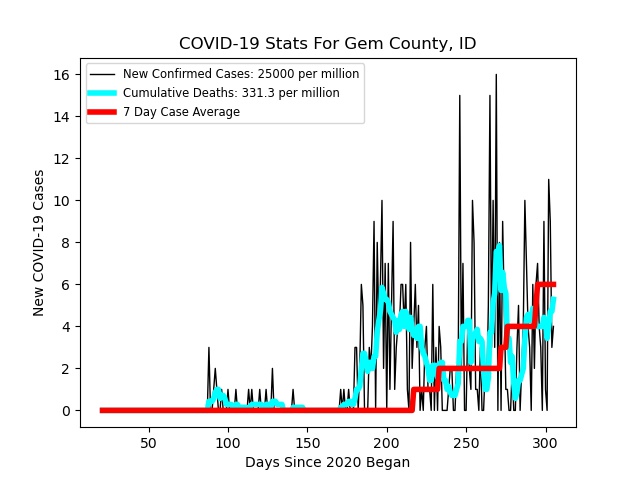 COVID-19 Stats For Gem County, ID
New Confirmed Cases: 25000 per million
Cumulative Deaths: 331.3 per million
7 Day Case Average
16
14
12
10
8
6
4
2
0
New COVID-19 Cases
50 100 150 200 250 300
Days Since 2020 Began